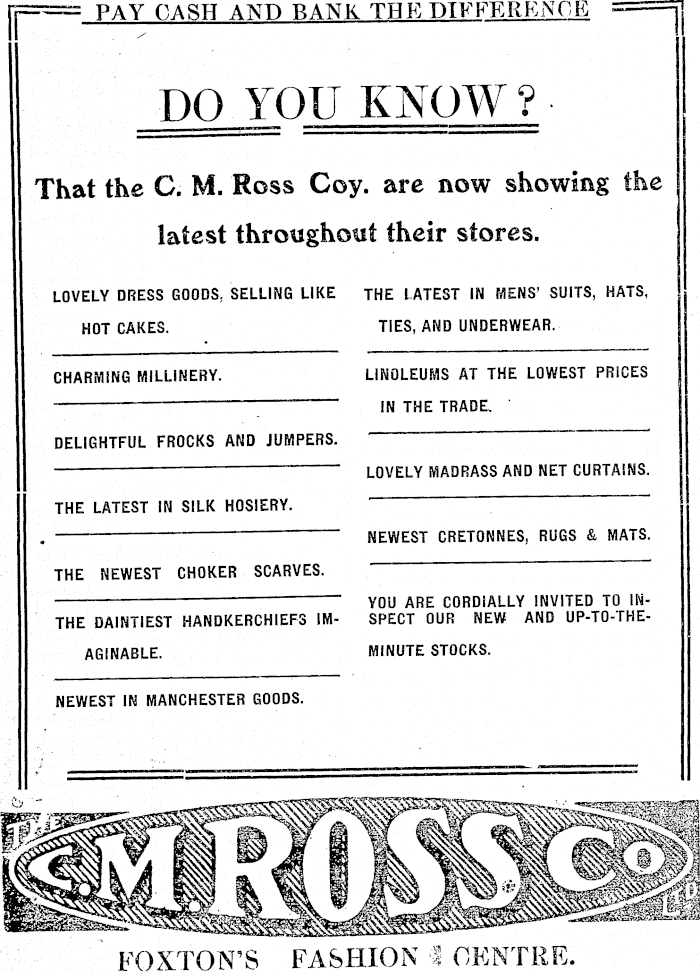 PAY CASH AND BANK THE DIFFERENCE
DO YOU KNOW?
That the C. M. Ross Coy. are now showing the
latest throughout their stores.
LOVELY DRESS GOODS, SELLING LIKE
HOT CAKES.
CHARMING MILLINERY.
DELIGHTFUL FROCKS AND JUMPERS.
THE LATEST IN SILK HOSIERY.
THE NEWEST CHOKER SCARVES.
THE DAINTIEST HANDKERCHIEFS IM-
AGINABLE.
NEWEST IN MANCHESTER GOODS.
THE LATEST IN MENS' SUITS, HATS,
TIES, AND UNDERWEAR.
LINOLEUMS AT THE LOWEST PRICES
IN THE TRADE.
LOVELY MADRASS AND NET CURTAINS.
NEWEST CRETONNES, RUGS & MATS.
YOU ARE CORDIALLY INVITED TO IN-
SPECT OUR NEW AND UP-TO-THE-
MINUTE STOCKS.
THE
C.M. ROSS Co
LTD
FOXTON'S FASHION CENTRE.